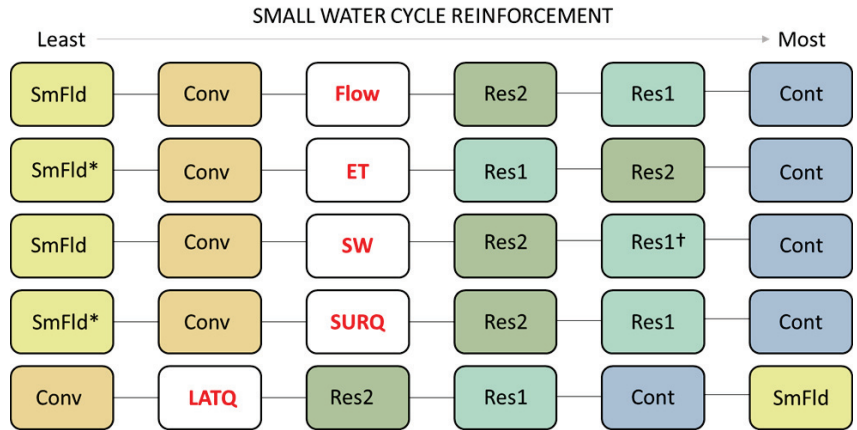 SMALL WATER CYCLE REINFORCEMENT
Least Most
SmFld Conv Flow Res2 Res1 Cont
SmFld* Conv ET Res1 Res2 Cont
SmFld Conv SW Res2 Res1† Cont
SmFld* Conv SURQ Res2 Res1 Cont
Conv LATQ Res2 Res1 Cont SmFld